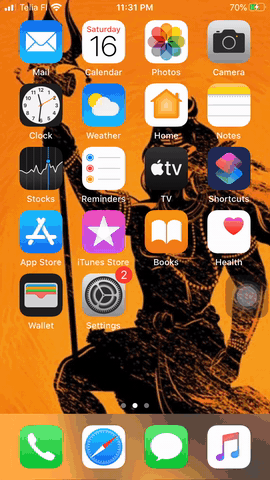 Telia FI 11:31 PM 70%
Saturday
16
Mail Calendar Photos Camera
Clock Weather Home Notes
tv
Stocks Reminders TV Shortcuts
App Store iTunes Store Books Health
2
Wallet Settings